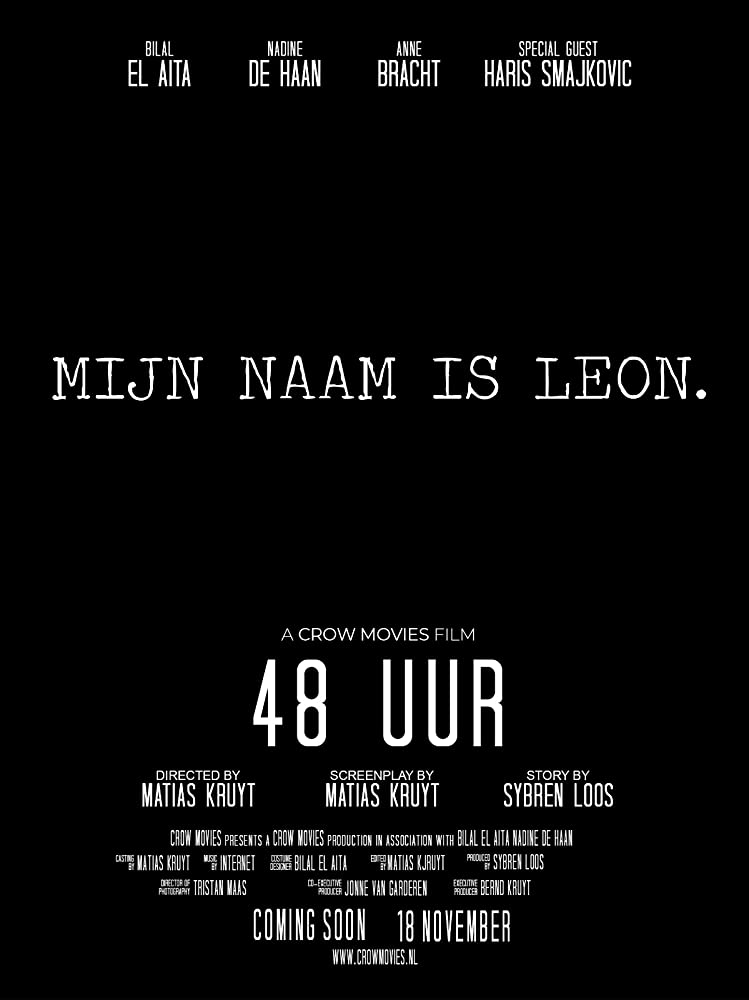 BILAL NADINE ANNE SPECIAL GUEST
EL AITA DE HAAN BRACHT HARIS SMAJKOVIC
MIJN NAAM IS LEON.
A CROW MOVIES FILM
48 UUR
DIRECTED BY SCREENPLAY BY STORY BY
MATIAS KRUYT MATIAS KRUYT SYBREN LOOS
CROW MOVIES PRESENTS A CROW MOVIES PRODUCTION IN ASSOCIATION WITH BILAL EL AITA NADINE DE HAAN
CASTING BY MATIAS KRUYT MUSIC BY INTERNET COSTUME DESIGNER BILAL EL AITA EDITED BY MATIAS KJRUYT PRODUCED BY SYBREN LOOS
DIRECTOR OF PHOTOGRAPHY TRISTAN MAAS CO-EXECUTIVE PRODUCER JONNE VAN GARDEREN EXECUTIVE PRODUCER BERND KRUYT
COMING SOON 18 NOVEMBER
WWW.CROWMOVIES.NL